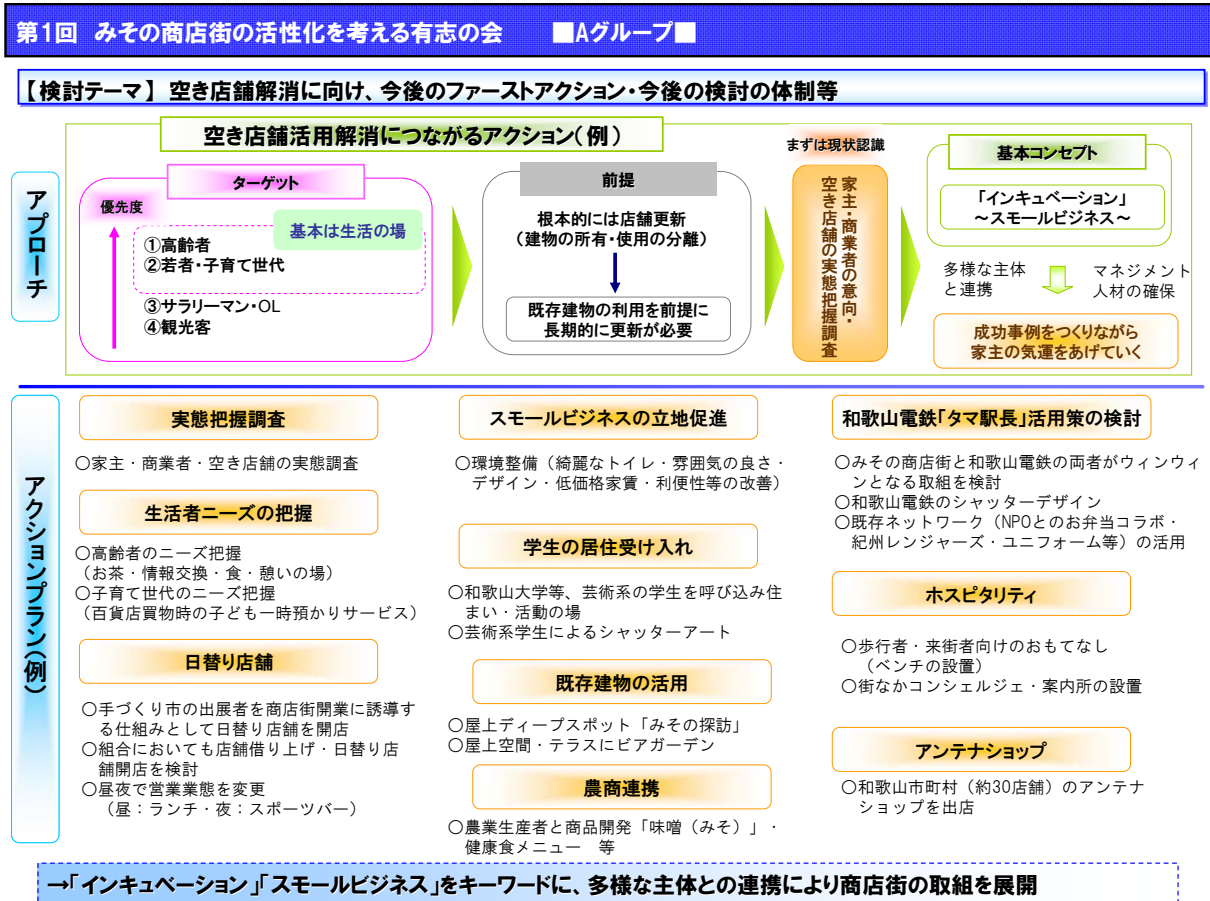 第1回 みその商店街の活性化を考える有志の会 ■Aグループ■
【検討テーマ】 空き店舗解消に向け、今後のファーストアクション・今後の検討の体制等
アプローチ
空き店舗活用解消につながるアクション(例)
ターゲット
優先度
基本は生活の場
①高齢者
②若者・子育て世代
③サラリーマン・OL
④観光客
前提
根本的には店舗更新
(建物の所有・使用の分離)
既存建物の利用を前提に
長期的に更新が必要
まずは現状認識
家主・商業者の意向・
空き店舗の実態把握調査
基本コンセプト
「インキュベーション」
～スモールビジネス～
多様な主体
と連携
マネジメント
人材の確保
成功事例をつくりながら
家主の気運をあげていく
アクションプラン(例)
実態把握調査
○家主・商業者・空き店舗の実態調査
生活者ニーズの把握
○高齢者のニーズ把握
(お茶・情報交換・食・憩いの場)
○子育て世代のニーズ把握
(百貨店買物時の子ども一時預かりサービス)
日替り店舗
○手づくり市の出展者を商店街開業に誘導す
る仕組みとして日替り店舗を開店
○組合においても店舗借り上げ・日替り店
舗開店を検討
○昼夜で営業業態を変更
(昼：ランチ・夜：スポーツバー)
スモールビジネスの立地促進
○環境整備(綺麗なトイレ・雰囲気の良さ・
デザイン・低価格家賃・利便性等の改善)
学生の居住受け入れ
○和歌山大学等、芸術系の学生を呼び込み住
まい・活動の場
○芸術系学生によるシャッターアート
既存建物の活用
○屋上ディープスポット「みその探訪」
○屋上空間・テラスにビアガーデン
農商連携
○農業生産者と商品開発「味噌(みそ)」・
健康食メニュー 等
和歌山電鉄「タマ駅長」活用策の検討
○みその商店街と和歌山電鉄の両者がウィンウィ
ンとなる取組を検討
○和歌山電鉄のシャッターデザイン
○既存ネットワーク(NPOとのお弁当コラボ・
紀州レンジャーズ・ユニフォーム等)の活用
ホスピタリティ
○歩行者・来街者向けのおもてなし
(ベンチの設置)
○街なかコンシェルジェ・案内所の設置
アンテナショップ
○和歌山市町村(約30店舗)のアンテナ
ショップを出店
→「インキュベーション」「スモールビジネス」をキーワードに、多様な主体との連携により商店街の取組を展開